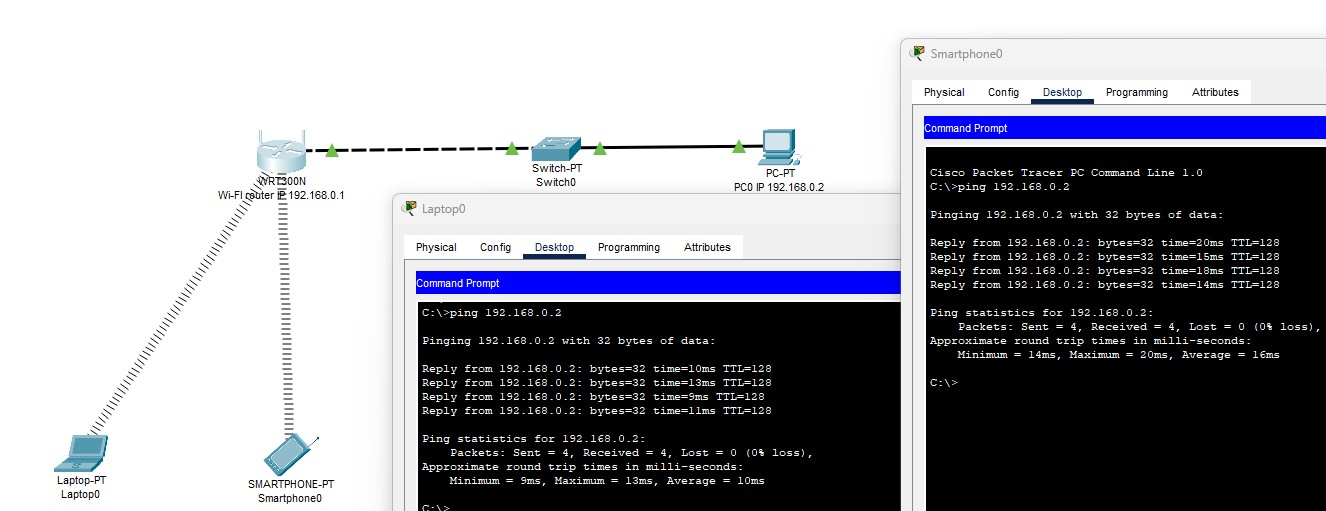 WRT300N
Wi-FI router IP 192.168.0.1
Switch-PT
Switch0
PC-PT
PC0 IP 192.168.0.2
Laptop-PT
Laptop0
SMARTPHONE-PT
Smartphone0
Laptop0
Physical Config Desktop Programming Attributes
Command Prompt
C:\>ping 192.168.0.2
Pinging 192.168.0.2 with 32 bytes of data:
Reply from 192.168.0.2: bytes=32 time=10ms TTL=128
Reply from 192.168.0.2: bytes=32 time=13ms TTL=128
Reply from 192.168.0.2: bytes=32 time=9ms TTL=128
Reply from 192.168.0.2: bytes=32 time=11ms TTL=128
Ping statistics for 192.168.0.2:
Packets: Sent = 4, Received = 4, Lost = 0 (0% loss),
Approximate round trip times in milli-seconds:
Minimum = 9ms, Maximum = 13ms, Average = 10ms
C:\>
Smartphone0
Physical Config Desktop Programming Attributes
Command Prompt
Cisco Packet Tracer PC Command Line 1.0
C:\>ping 192.168.0.2
Pinging 192.168.0.2 with 32 bytes of data:
Reply from 192.168.0.2: bytes=32 time=20ms TTL=128
Reply from 192.168.0.2: bytes=32 time=15ms TTL=128
Reply from 192.168.0.2: bytes=32 time=18ms TTL=128
Reply from 192.168.0.2: bytes=32 time=14ms TTL=128
Ping statistics for 192.168.0.2:
Packets: Sent = 4, Received = 4, Lost = 0 (0% loss),
Approximate round trip times in milli-seconds:
Minimum = 14ms, Maximum = 20ms, Average = 16ms
C:\>